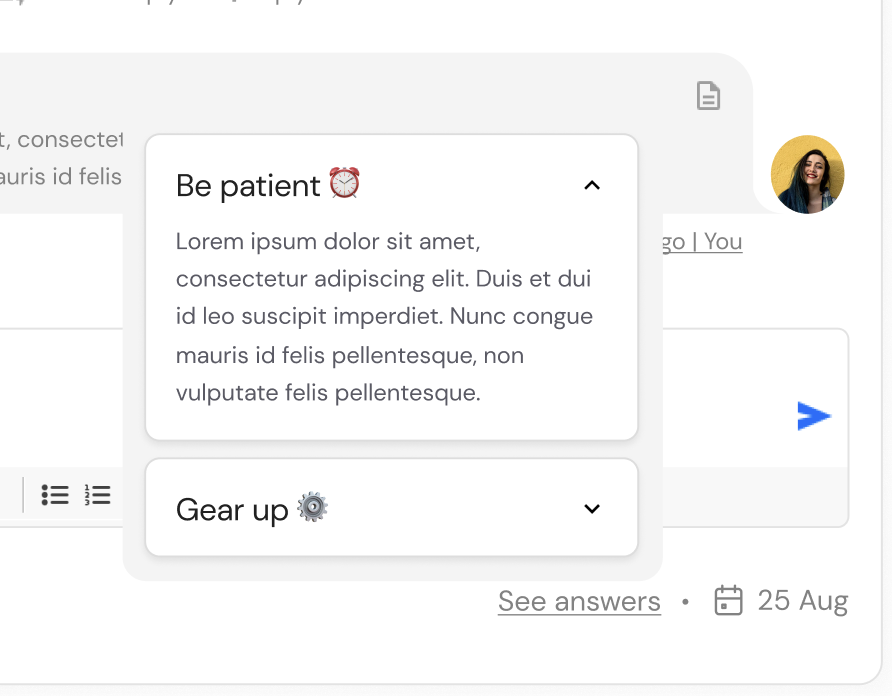 t, consectet
auris id felis
Be patient ⏰
Lorem ipsum dolor sit amet,
consectetur adipiscing elit. Duis et dui
id leo suscipit imperdiet. Nunc congue
mauris id felis pellentesque, non
vulputate felis pellentesque.
go | You
Gear up ⚙️
See answers • 25 Aug